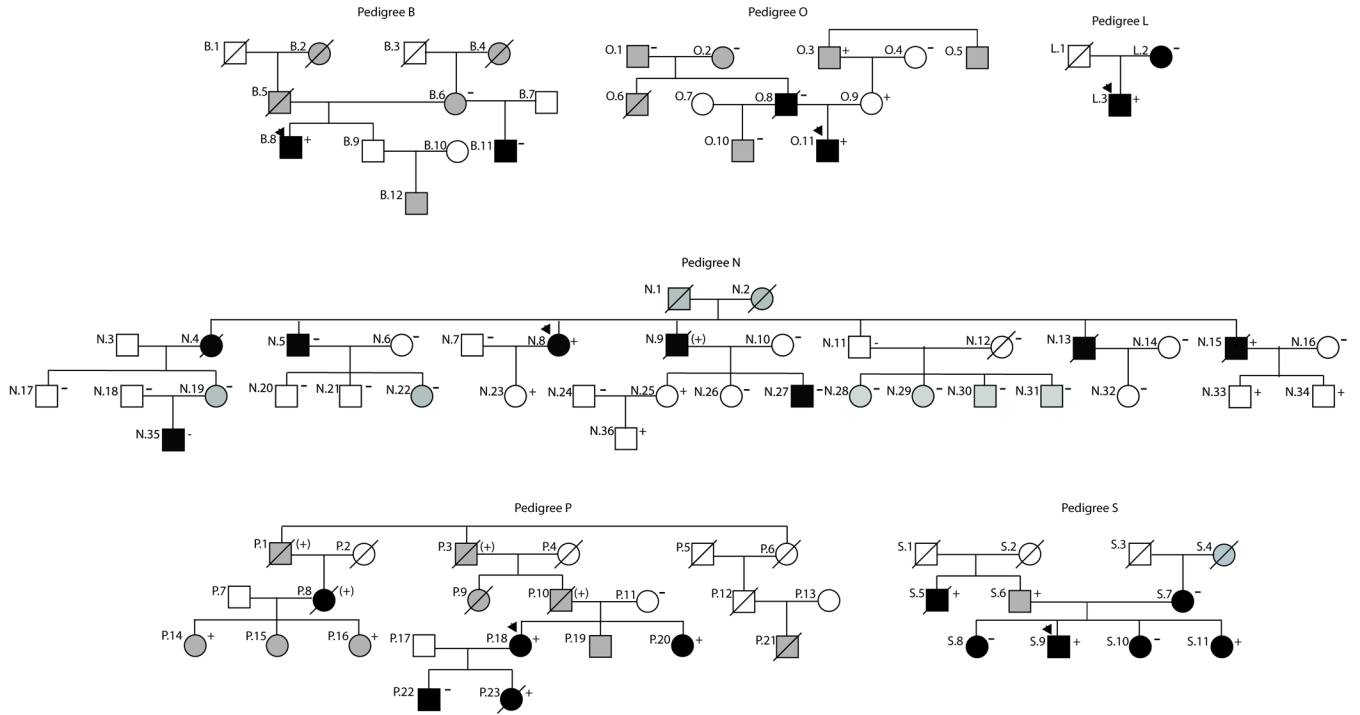 Pedigree B
Pedigree O
Pedigree L
B.1 B.2 B.3 B.4
O.1 - O.2 - O.3 + O.4 - O.5
L.1 L.2 -
B.5 B.6 - B.7
O.6 O.7 O.8 - O.9 +
L.3 +
B.8 + B.9 B.10 B.11 -
O.10 - O.11 +
B.12
Pedigree N
N.1 N.2
N.3 N.4 N.5 - N.6 - N.7 - N.8 + N.9 (+) N.10 - N.11 - N.12 - N.13 N.14 - N.15 + N.16 -
N.17 - N.18 - N.19 - N.20 - N.21 - N.22 - N.23 + N.24 - N.25 + N.26 - N.27 - N.28 - N.29 - N.30 - N.31 - N.32 - N.33 + N.34 +
N.35 - N.36 +
Pedigree P
Pedigree S
P.1 (+) P.2 P.3 (+) P.4 P.5 P.6
S.1 S.2 S.3 S.4
P.7 P.8 (+) P.9 P.10 (+) P.11 - P.12 P.13
S.5 + S.6 + S.7 -
P.14 + P.15 P.16 + P.17 P.18 + P.19 P.20 + P.21
S.8 - S.9 + S.10 - S.11 +
P.22 - P.23 +